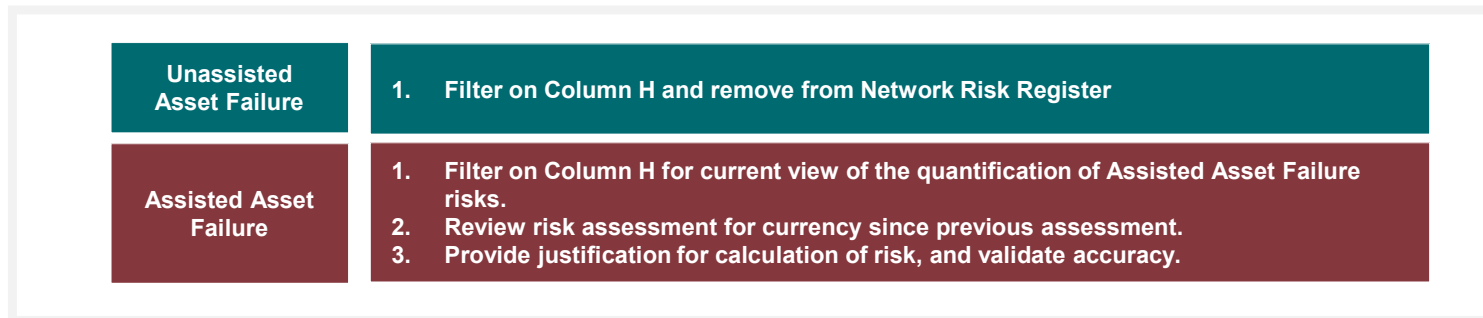 Unassisted
Asset Failure
1. Filter on Column H and remove from Network Risk Register
Assisted Asset
Failure
1. Filter on Column H for current view of the quantification of Assisted Asset Failure
risks.
2. Review risk assessment for currency since previous assessment.
3. Provide justification for calculation of risk, and validate accuracy.